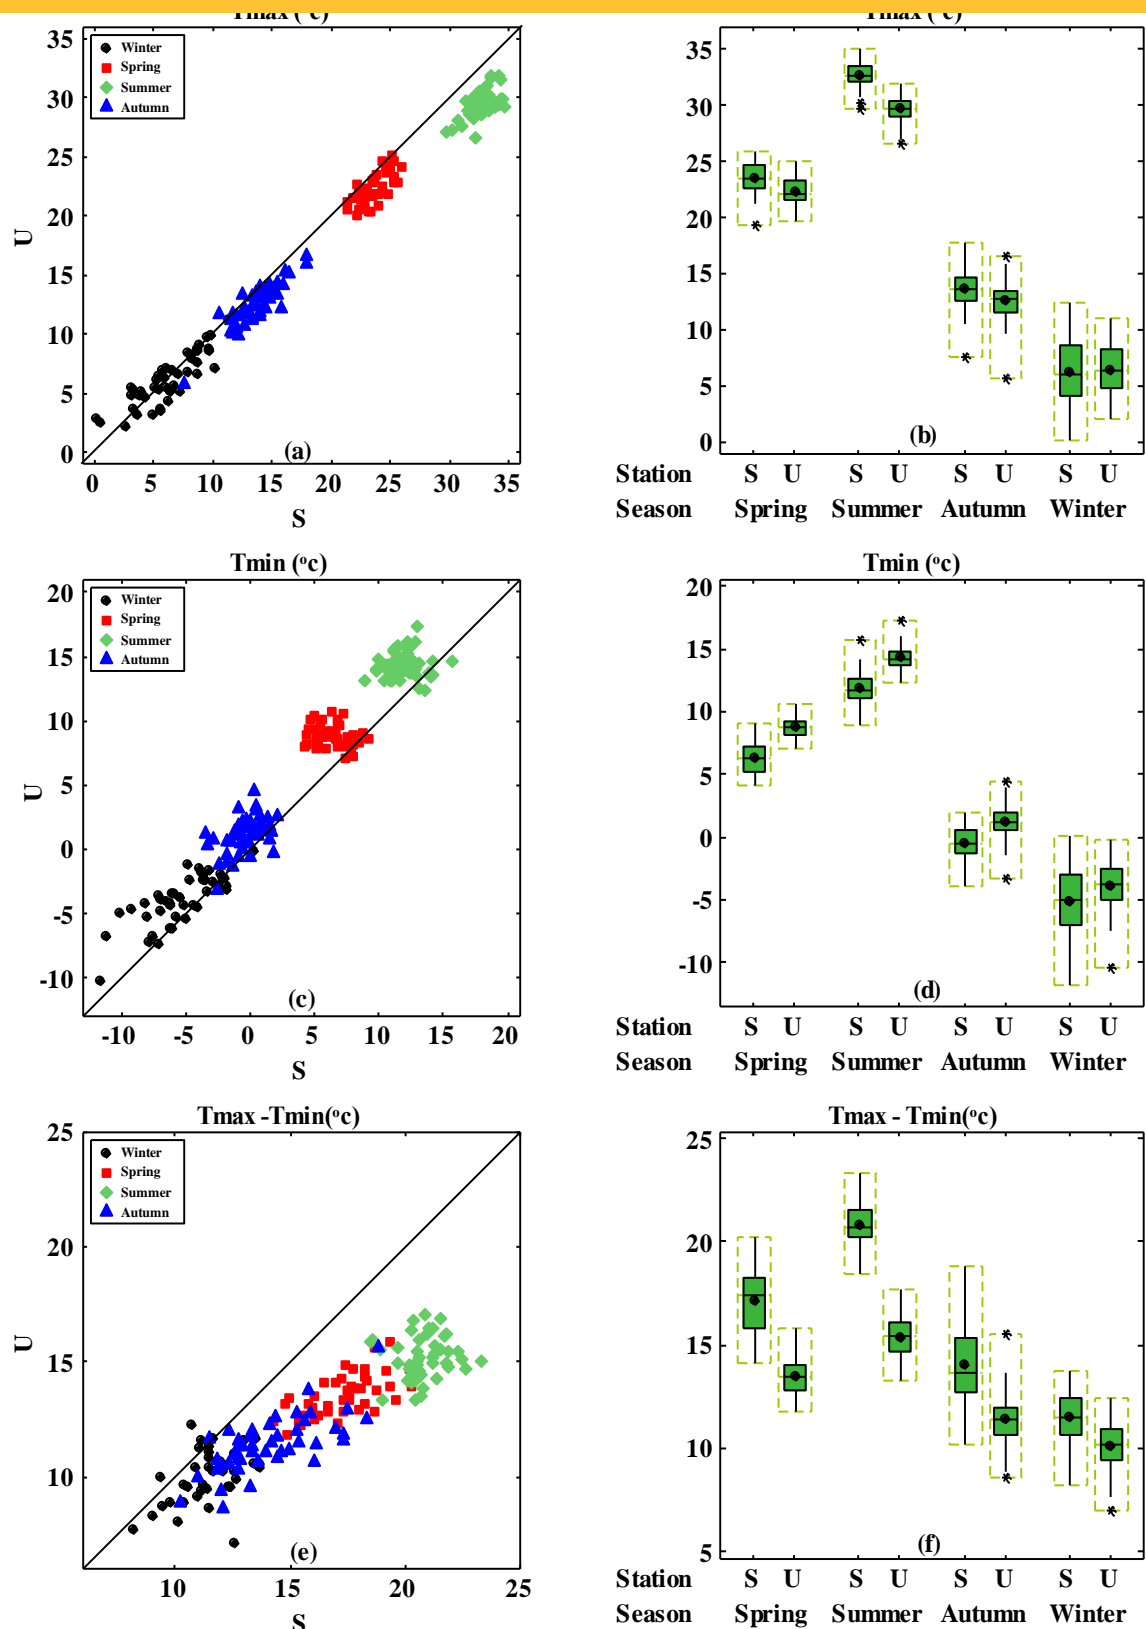 Tmax (°c)
35
30
25
20
15
10
5
0
U
Winter
Spring
Summer
Autumn
(a)
0 5 10 15 20 25 30 35
S
Tmax (°c)
35
30
25
20
15
10
5
0
(b)
Station S U S U S U S U
Season Spring Summer Autumn Winter
Tmin (°c)
20
15
10
5
0
-5
-10
U
Winter
Spring
Summer
Autumn
(c)
-10 -5 0 5 10 15 20
S
Tmin (°c)
20
15
10
5
0
-5
-10
(d)
Station S U S U S U S U
Season Spring Summer Autumn Winter
Tmax -Tmin(°c)
25
20
15
10
U
Winter
Spring
Summer
Autumn
(e)
10 15 20 25
S
Tmax - Tmin(°c)
25
20
15
10
5
(f)
Station S U S U S U S U
Season Spring Summer Autumn Winter